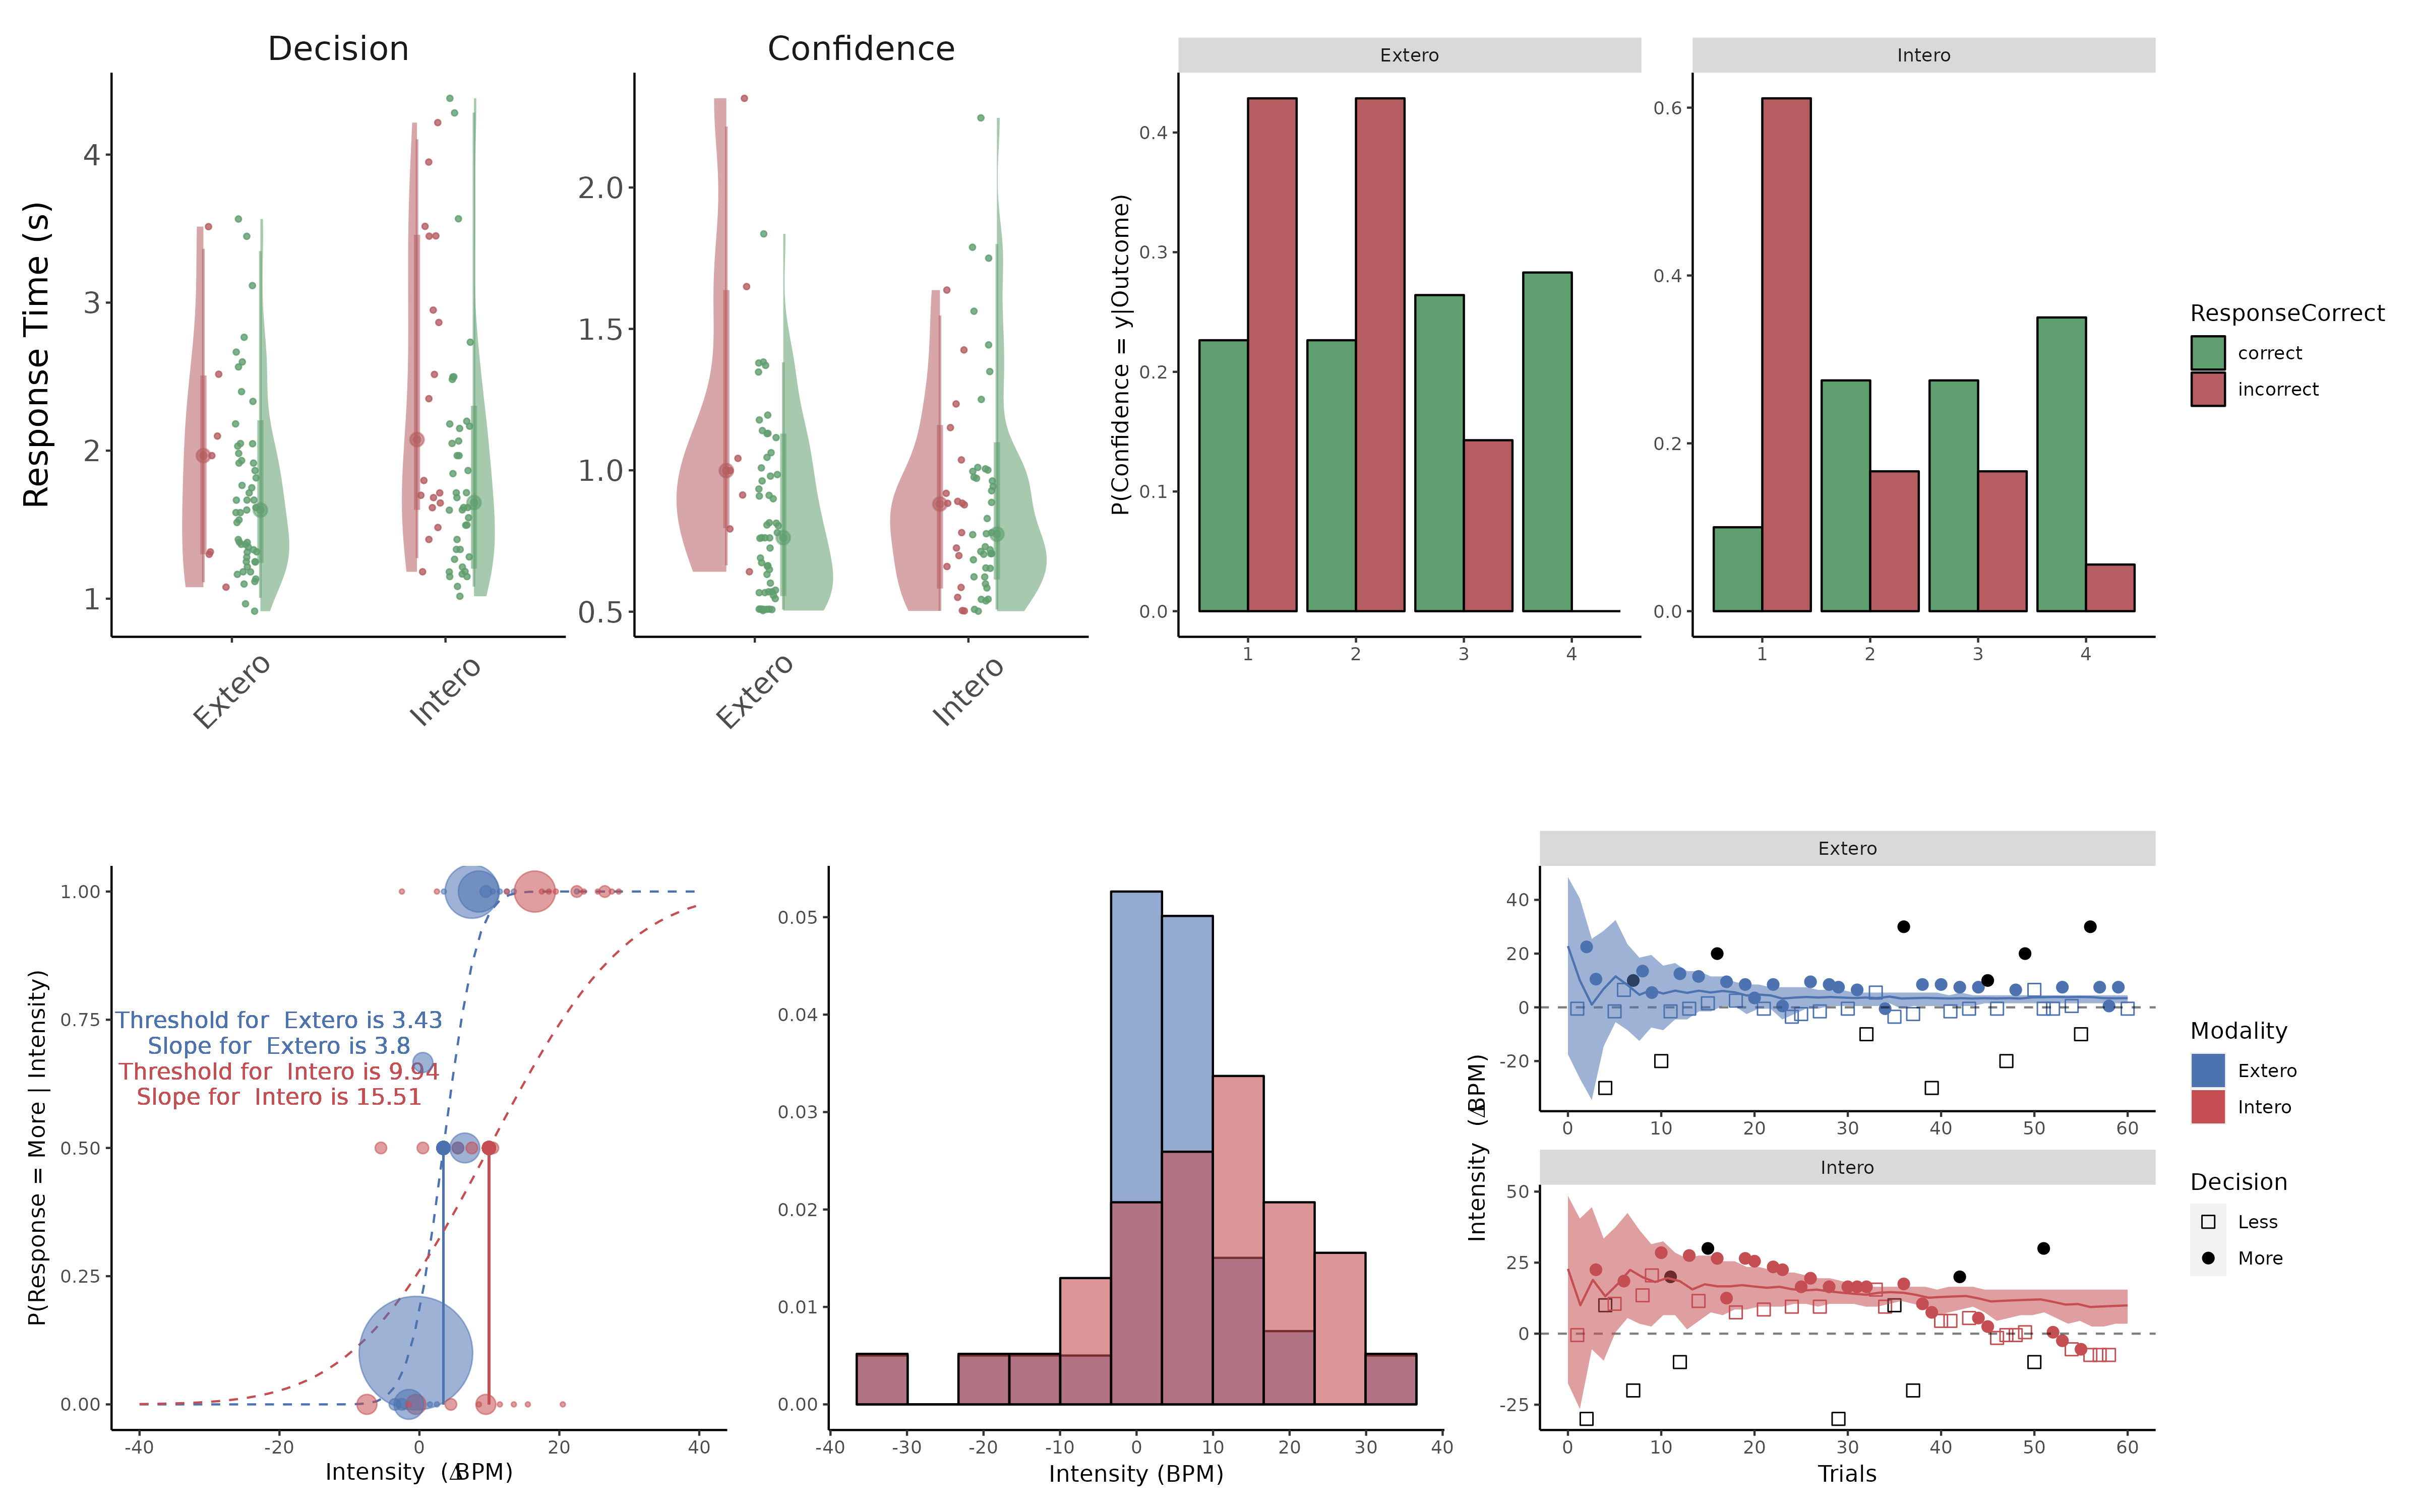 Decision
Confidence
Response Time (s)
4
3
2
1
Extero
Intero
2.0
1.5
1.0
0.5
Extero
Intero
P(Confidence = y|Outcome)
Extero
Intero
0.4
0.3
0.2
0.1
0.0
1 2 3 4
0.6
0.4
0.2
0.0
1 2 3 4
ResponseCorrect
correct
incorrect
P(Response = More | Intensity)
1.00
0.75
0.50
0.25
0.00
Threshold for Extero is 3.43
Slope for Extero is 3.8
Threshold for Intero is 9.94
Slope for Intero is 15.51
-40 -20 0 20 40
Intensity (ΔBPM)
0.05
0.04
0.03
0.02
0.01
0.00
-40 -30 -20 -10 0 10 20 30 40
Intensity (BPM)
Intensity (ΔBPM)
Extero
40
20
0
-20
0 10 20 30 40 50 60
Intero
50
25
0
-25
0 10 20 30 40 50 60
Trials
Modality
Extero
Intero
Decision
Less
More